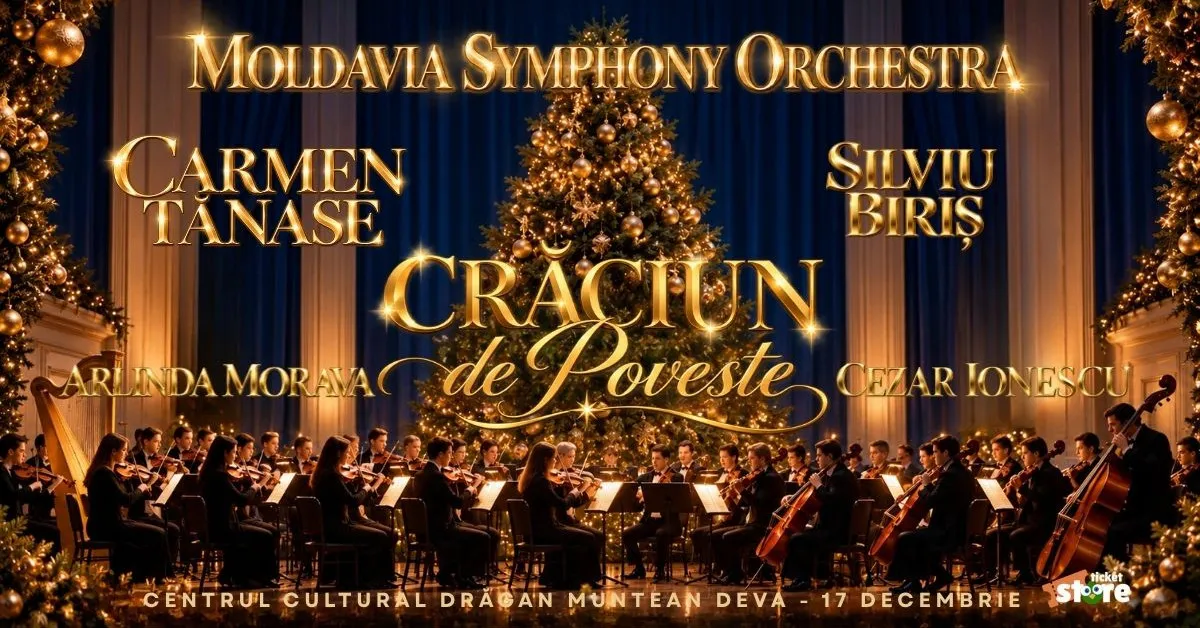 MOLDAVIA SYMPHONY ORCHESTRA
CARMEN
TĂNASE
SILVIU
BIRIȘ
CRĂCIUN
de Poveste
ARLINDA MORAVA
CEZAR IONESCU
CENTRUL CULTURAL DRĂGAN MUNTEAN DEVA - 17 DECEMBRIE
ticket
stoore